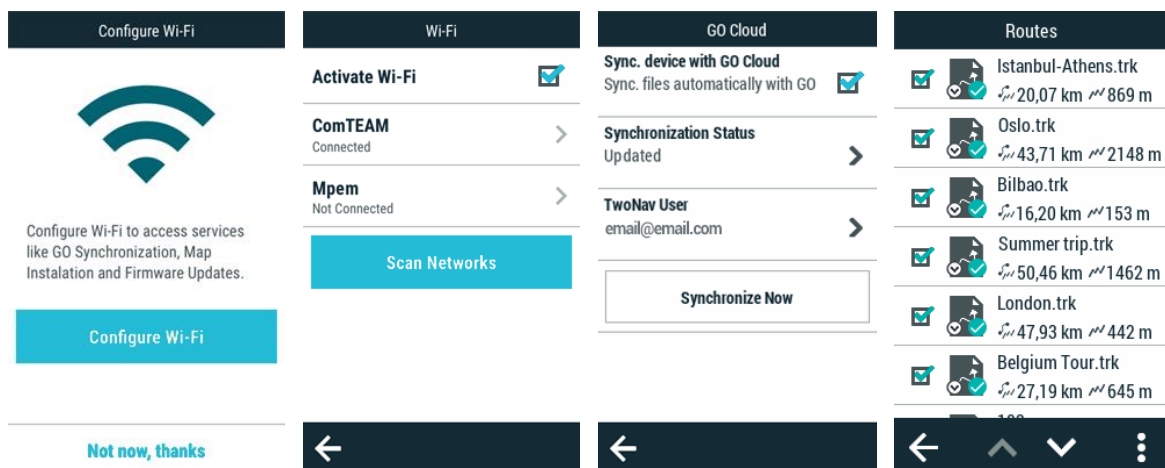 Configure Wi-Fi
Configure Wi-Fi to access services
like GO Synchronization, Map
Instalation and Firmware Updates.
Configure Wi-Fi
Not now, thanks
Wi-Fi
Activate Wi-Fi
ComTEAM
Connected
Mpem
Not Connected
Scan Networks
GO Cloud
Sync. device with GO Cloud
Sync. files automatically with GO
Synchronization Status
Updated
TwoNav User
email@email.com
Synchronize Now
Routes
Istanbul-Athens.trk
20,07 km 869 m
Oslo.trk
43,71 km 2148 m
Bilbao.trk
16,20 km 153 m
Summer trip.trk
50,46 km 1462 m
London.trk
47,93 km 442 m
Belgium Tour.trk
27,19 km 645 m